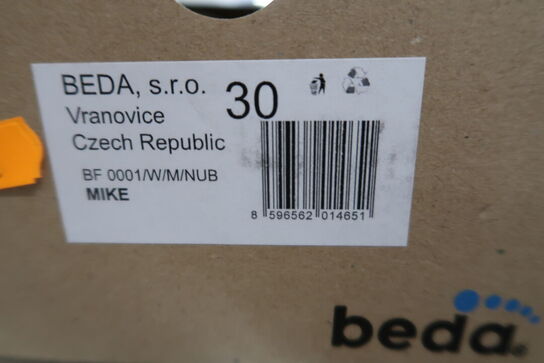 BEDA, s.r.o. 30
Vranovice
Czech Republic
BF 0001/W/M/NUB
MIKE
8 596562 014651
beda